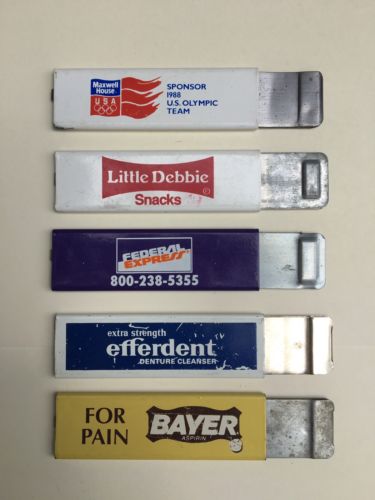 Maxwell
House
USA
SPONSOR
1988
U.S. OLYMPIC
TEAM
Little Debbie
Snacks
FEDERAL
EXPRESS
800-238-5355
extra strength
efferdent
DENTURE CLEANSER
FOR
PAIN
BAYER
ASPIRIN